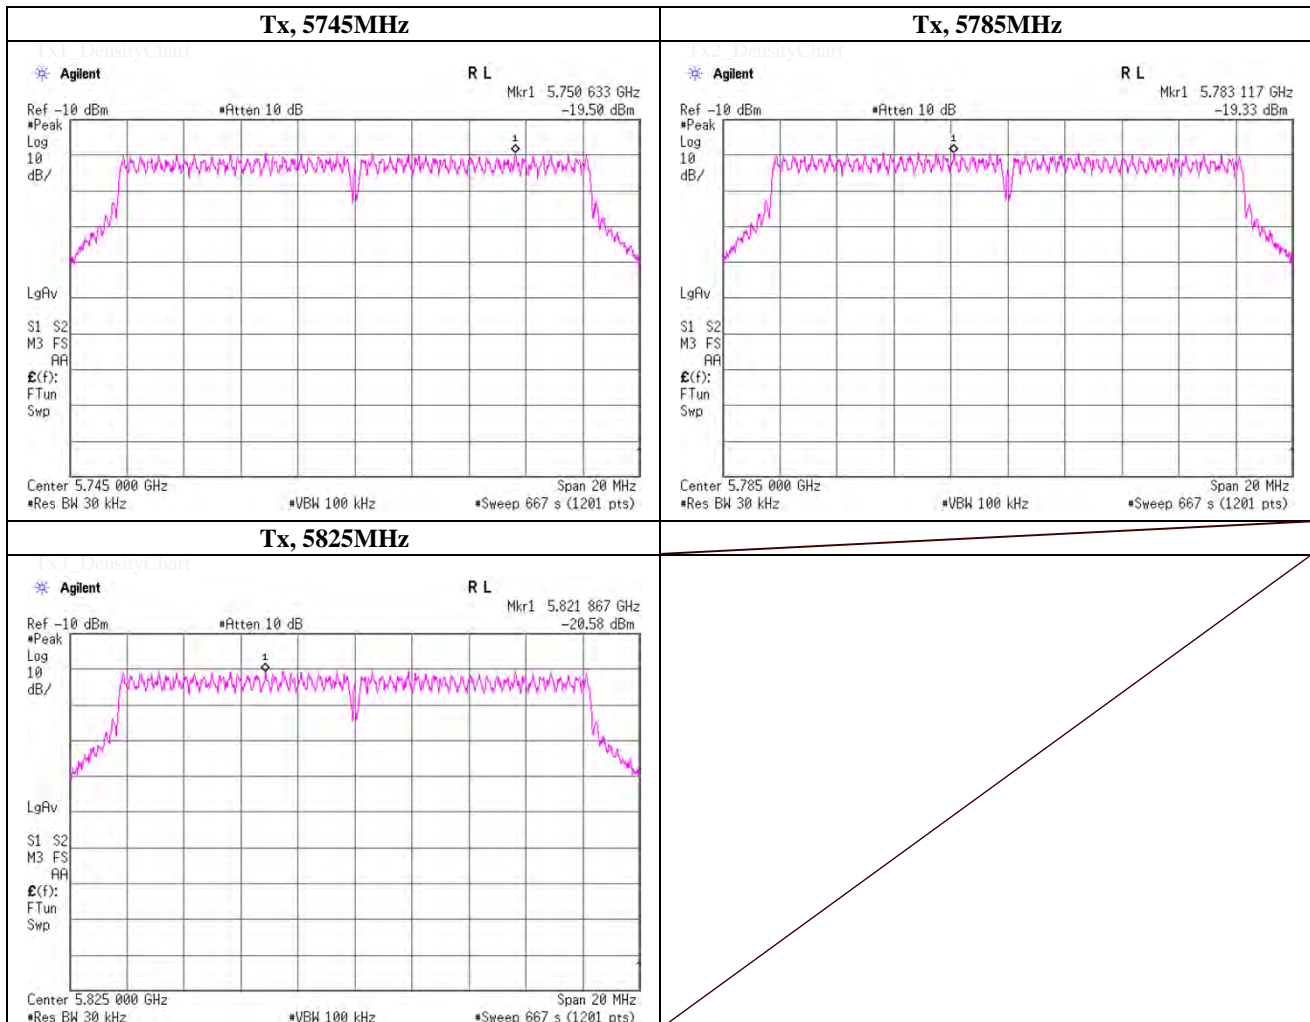 Tx, 5745MHz
Tx1_DensityChart
Agilent
R L
Mkr1 5.750 633 GHz
Ref -10 dBm #Atten 10 dB -19.50 dBm
#Peak
Log
10
dB/
1
LgAv
S1 S2
M3 FS
AA
£(f):
FTun
Swp
Center 5.745 000 GHz Span 20 MHz
#Res BW 30 kHz #VBW 100 kHz #Sweep 667 s (1201 pts)
Tx, 5785MHz
Tx2_DensityChart
Agilent
R L
Mkr1 5.783 117 GHz
Ref -10 dBm #Atten 10 dB -19.33 dBm
#Peak
Log
10
dB/
1
LgAv
S1 S2
M3 FS
AA
£(f):
FTun
Swp
Center 5.785 000 GHz Span 20 MHz
#Res BW 30 kHz #VBW 100 kHz #Sweep 667 s (1201 pts)
Tx, 5825MHz
Tx3_DensityChart
Agilent
R L
Mkr1 5.821 867 GHz
Ref -10 dBm #Atten 10 dB -20.58 dBm
#Peak
Log
10
dB/
1
LgAv
S1 S2
M3 FS
AA
£(f):
FTun
Swp
Center 5.825 000 GHz Span 20 MHz
#Res BW 30 kHz #VBW 100 kHz #Sweep 667 s (1201 pts)